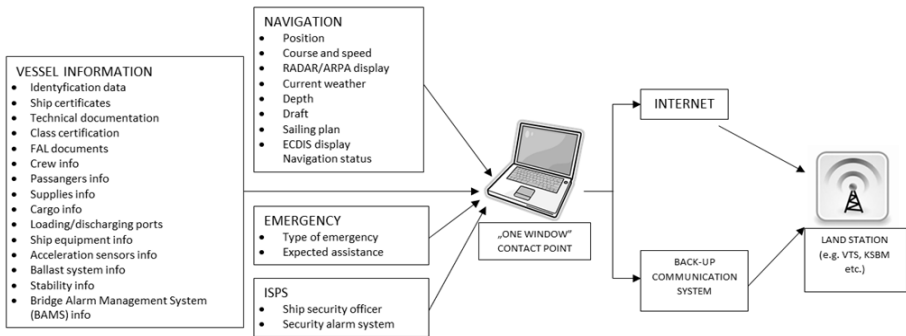 VESSEL INFORMATION
• Identyfication data
• Ship certificates
• Technical documentation
• Class certification
• FAL documents
• Crew info
• Passangers info
• Supplies info
• Cargo info
• Loading/discharging ports
• Ship equipment info
• Acceleration sensors info
• Ballast system info
• Stability info
• Bridge Alarm Management System
(BAMS) info
NAVIGATION
• Position
• Course and speed
• RADAR/ARPA display
• Current weather
• Depth
• Draft
• Sailing plan
• ECDIS display
Navigation status
EMERGENCY
• Type of emergency
• Expected assistance
ISPS
• Ship security officer
• Security alarm system
„ONE WINDOW”
CONTACT POINT
INTERNET
BACK-UP
COMMUNICATION
SYSTEM
LAND STATION
(e.g. VTS, KSBM
etc.)